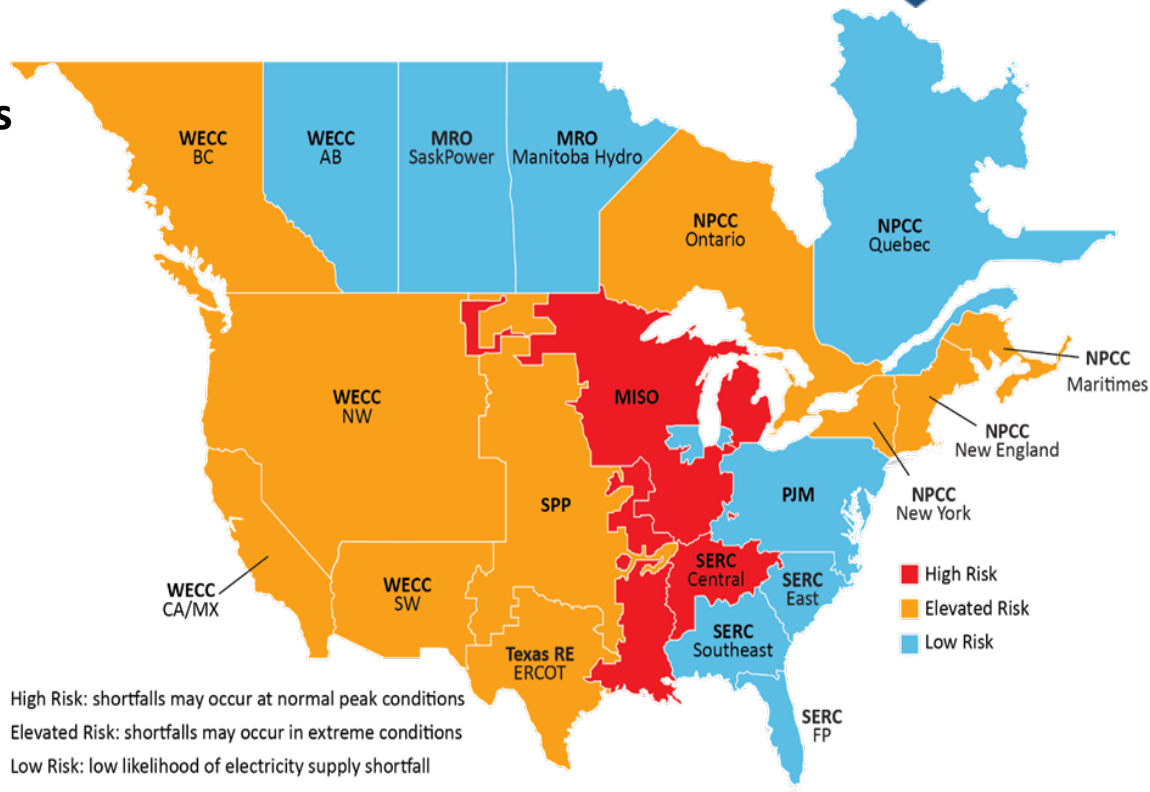 s
WECC
BC
WECC
AB
MRO
SaskPower
MRO
Manitoba Hydro
NPCC
Ontario
NPCC
Quebec
NPCC
Maritimes
NPCC
New England
NPCC
New York
WECC
NW
MISO
SPP
PJM
WECC
CA/MX
WECC
SW
SERC
Central
SERC
East
SERC
Southeast
Texas RE
ERCOT
SERC
FP
High Risk
Elevated Risk
Low Risk
High Risk: shortfalls may occur at normal peak conditions
Elevated Risk: shortfalls may occur in extreme conditions
Low Risk: low likelihood of electricity supply shortfall